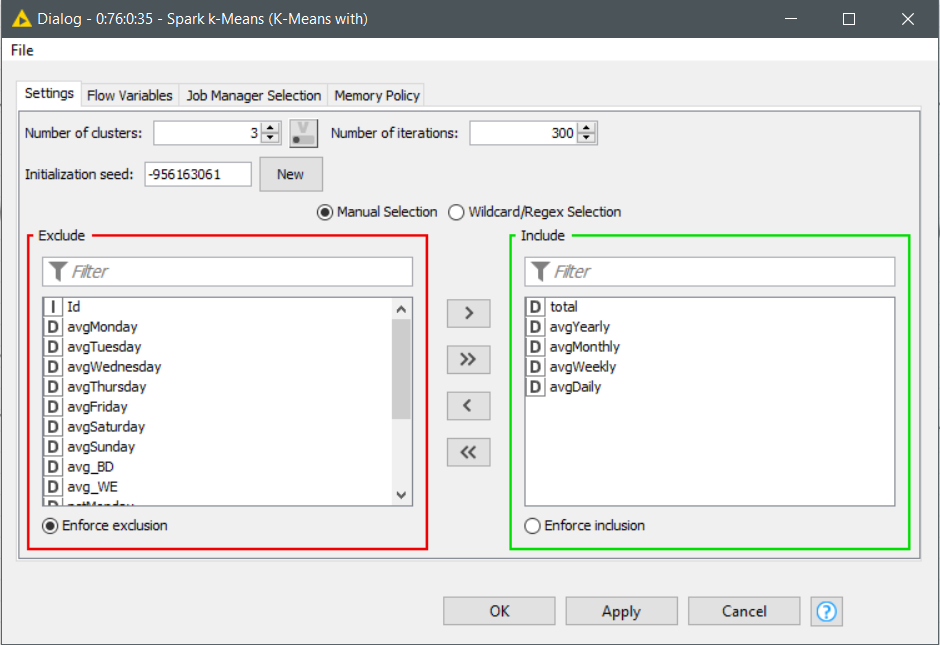 Dialog - 0:76:0:35 - Spark k-Means (K-Means with)
File
Settings Flow Variables Job Manager Selection Memory Policy
Number of clusters: 3 V Number of iterations: 300
Initialization seed: -956163061 New
Manual Selection Wildcard/Regex Selection
Exclude
Filter
I Id
D avgMonday
D avgTuesday
D avgWednesday
D avgThursday
D avgFriday
D avgSaturday
D avgSunday
D avg_BD
D avg_WE
Enforce exclusion
>
>>
<
<<
Include
Filter
D total
D avgYearly
D avgMonthly
D avgWeekly
D avgDaily
Enforce inclusion
OK Apply Cancel ?